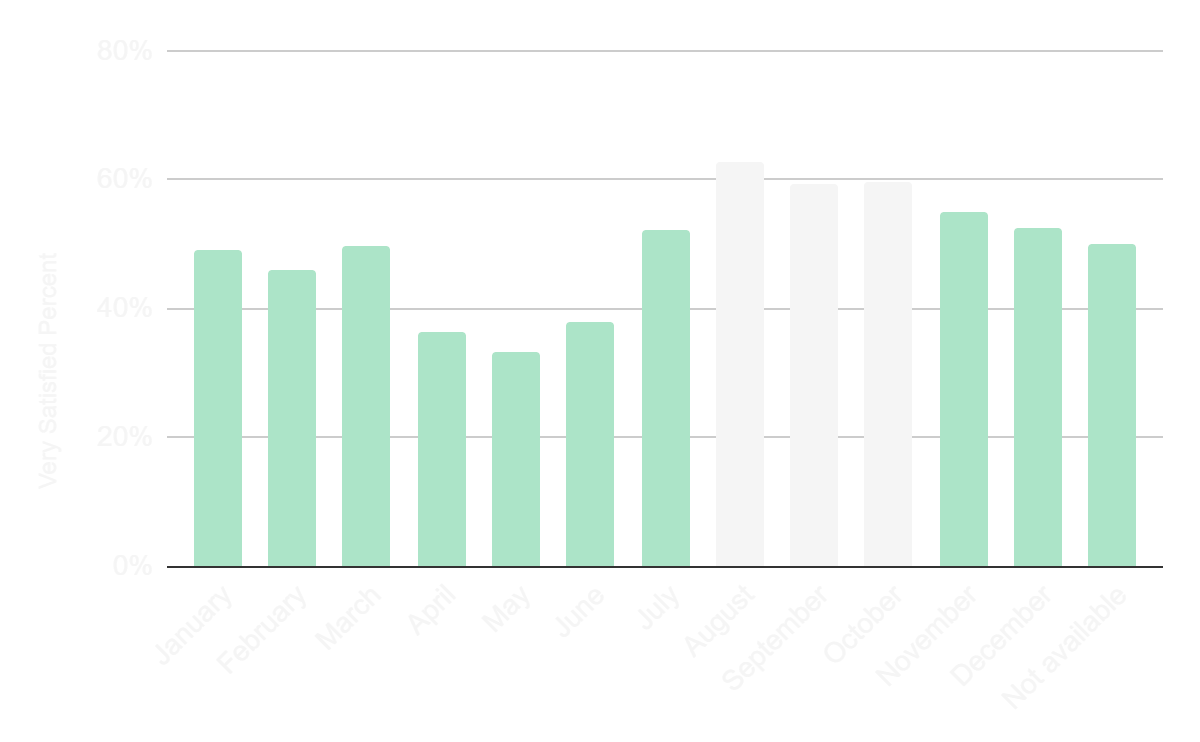 80%
60%
40%
20%
0%
Very Satisfied Percent
January
February
March
April
May
June
July
August
September
October
November
December
Not available